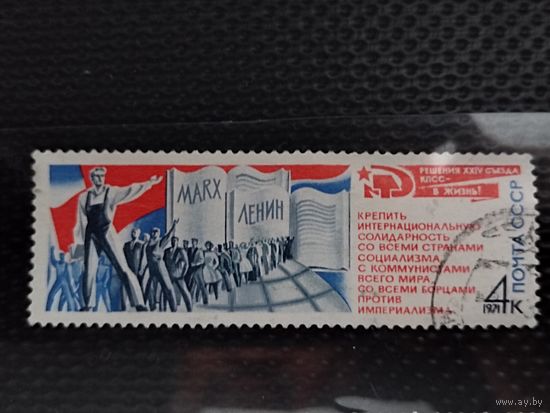 MARX
ЛЕНИН
РЕШЕНИЯ XXIV СЪЕЗДА
КПСС–
В ЖИЗНЬ!
КРЕПИТЬ
ИНТЕРНАЦИОНАЛЬНУЮ
СОЛИДАРНОСТЬ
СО ВСЕМИ СТРАНАМИ
СОЦИАЛИЗМА,
С КОММУНИСТАМИ
ВСЕГО МИРА,
СО ВСЕМИ БОРЦАМИ
ПРОТИВ
ИМПЕРИАЛИЗМА.
ПОЧТА СССР
4К
1971
www.ay.by